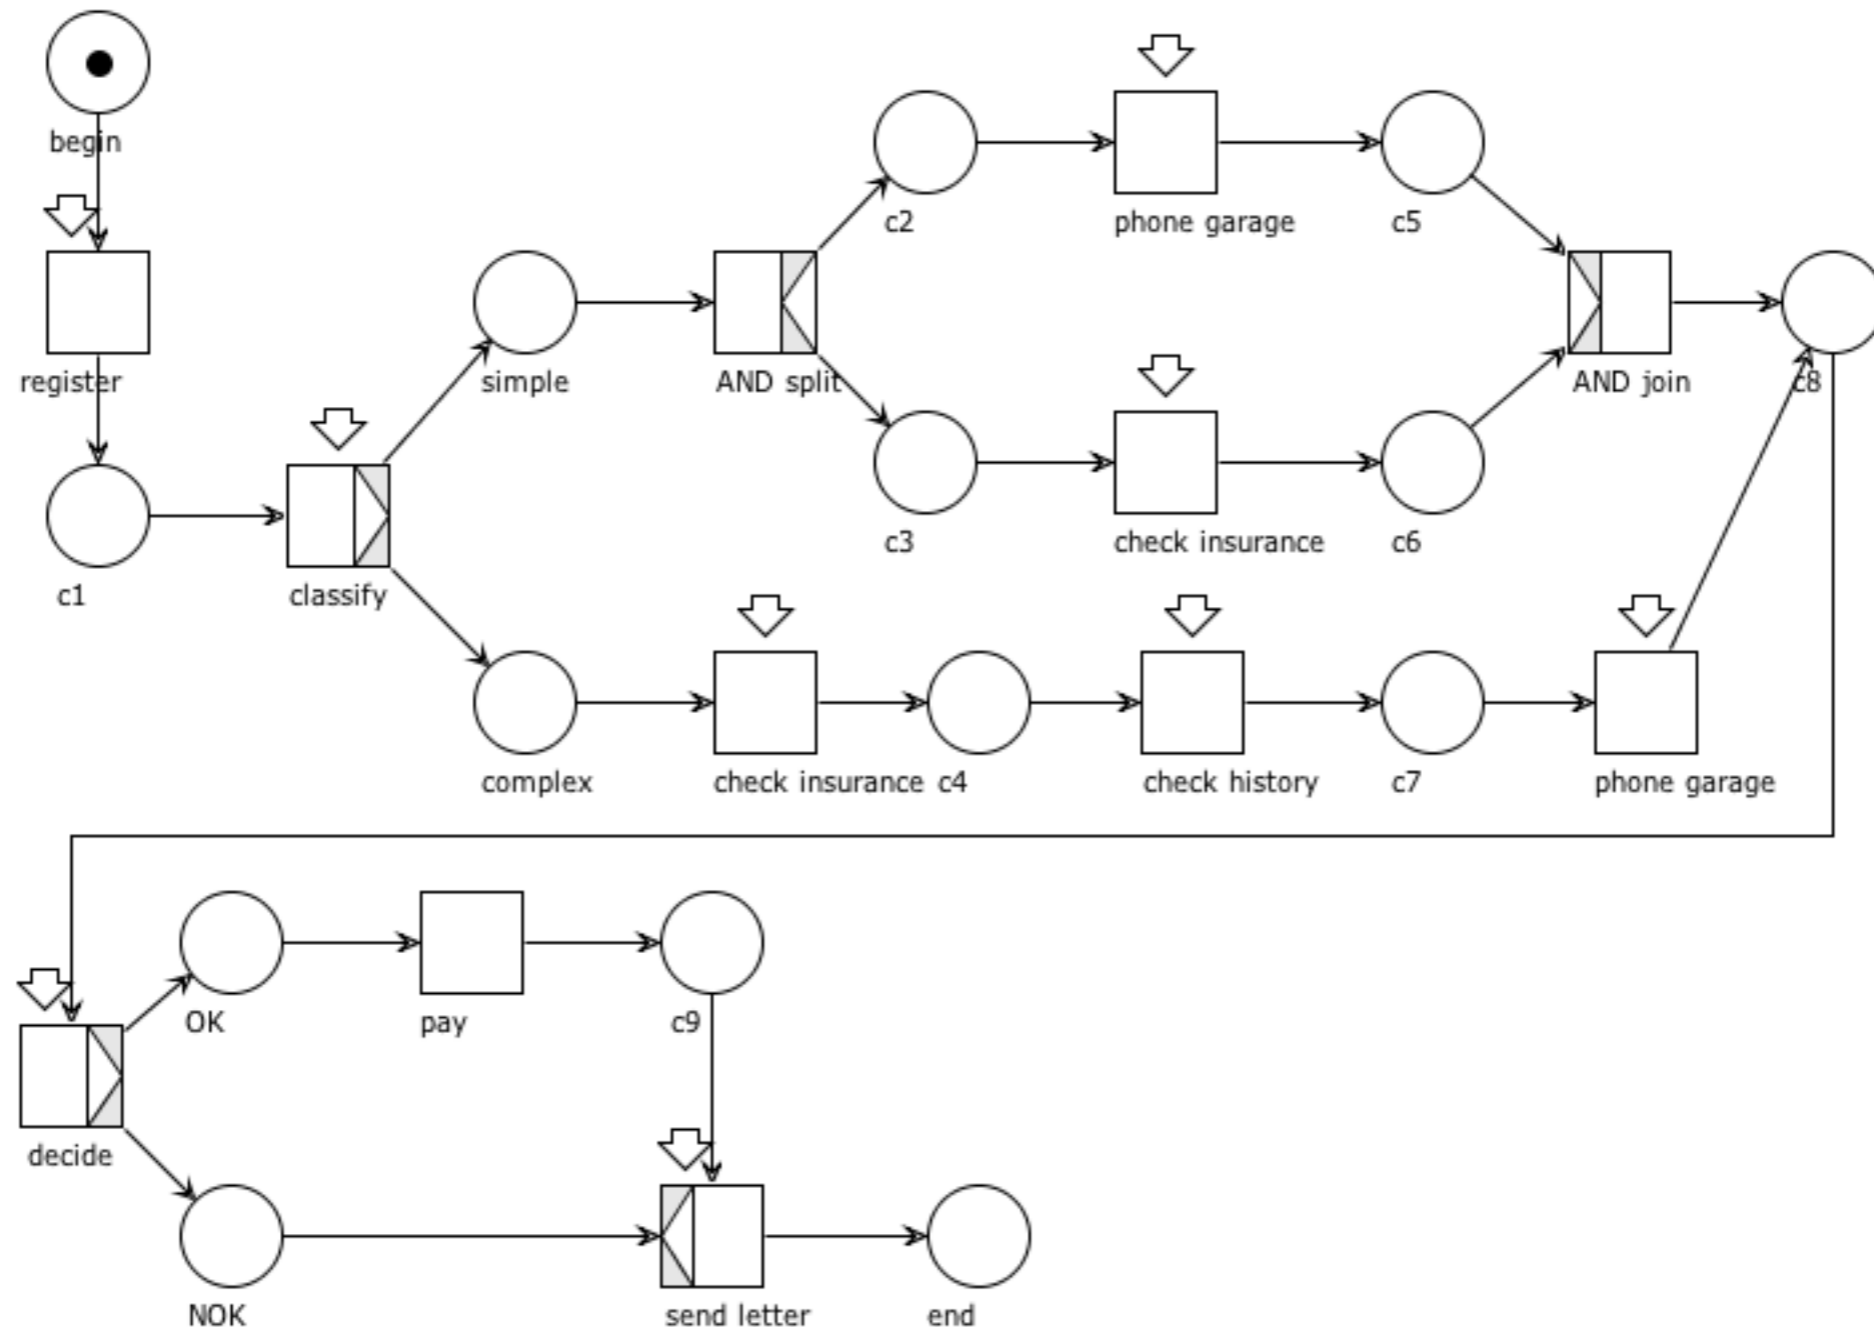 begin
c2
phone garage
c5
register
simple
AND split
AND join
c8
c3
check insurance
c6
c1
classify
complex
check insurance
c4
check history
c7
phone garage
OK
pay
c9
decide
NOK
send letter
end